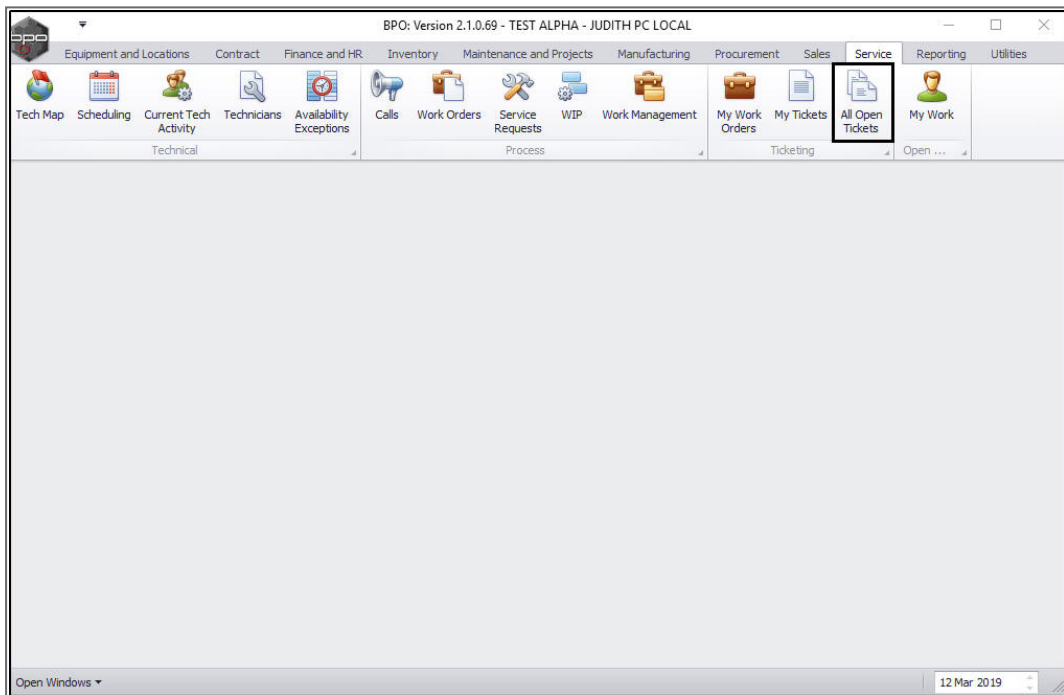 bpo
BPO: Version 2.1.0.69 - TEST ALPHA - JUDITH PC LOCAL
Equipment and Locations Contract Finance and HR Inventory Maintenance and Projects Manufacturing Procurement Sales Service Reporting Utilities
Tech Map Scheduling Current Tech Technicians Availability Calls Work Orders Service WIP Work Management My Work My Tickets All Open My Work
Activity Exceptions Requests Orders Tickets
Technical Process Ticketing Open ...
Open Windows 12 Mar 2019